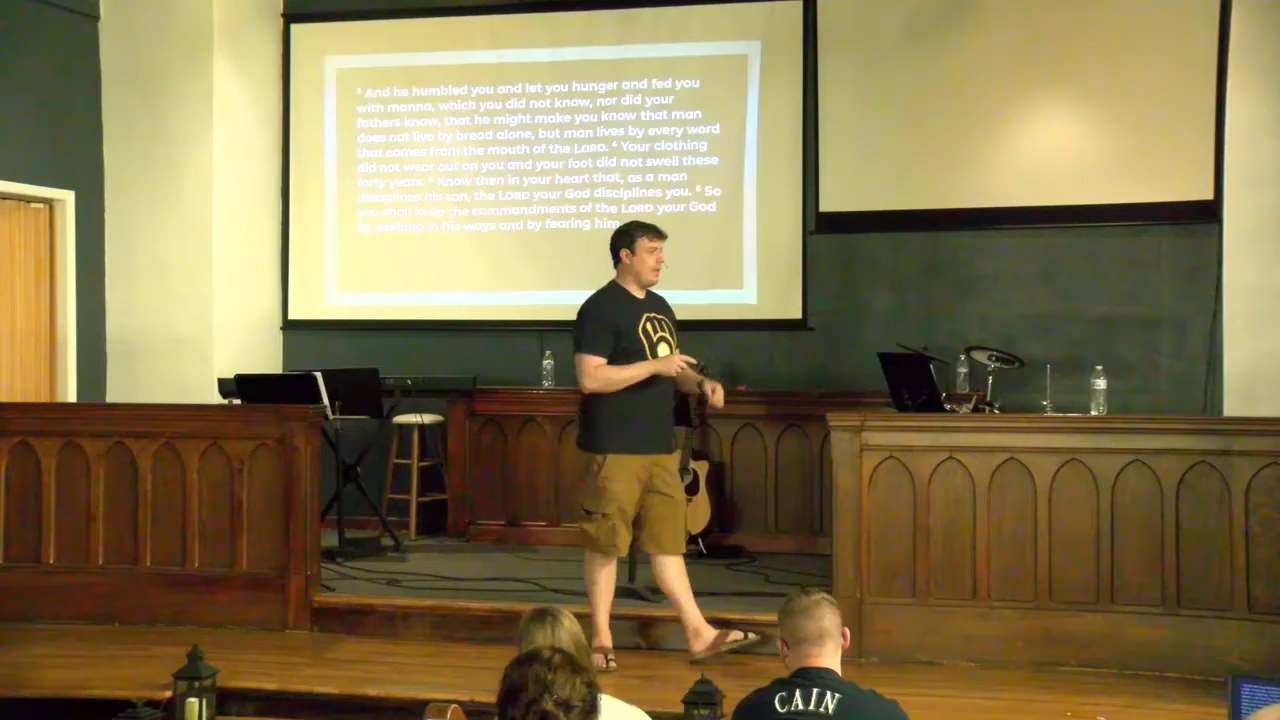 ³ And he humbled you and let you hunger and fed you
with manna, which you did not know, nor did your
fathers know, that he might make you know that man
does not live by bread alone, but man lives by every word
that comes from the mouth of the LORD. ⁴ Your clothing
did not wear out on you and your foot did not swell these
forty years. ⁵ Know then in your heart that, as a man
disciplines his son, the LORD your God disciplines you. ⁶ So
you shall keep the commandments of the LORD your God
by walking in his ways and by fearing him.
CAIN